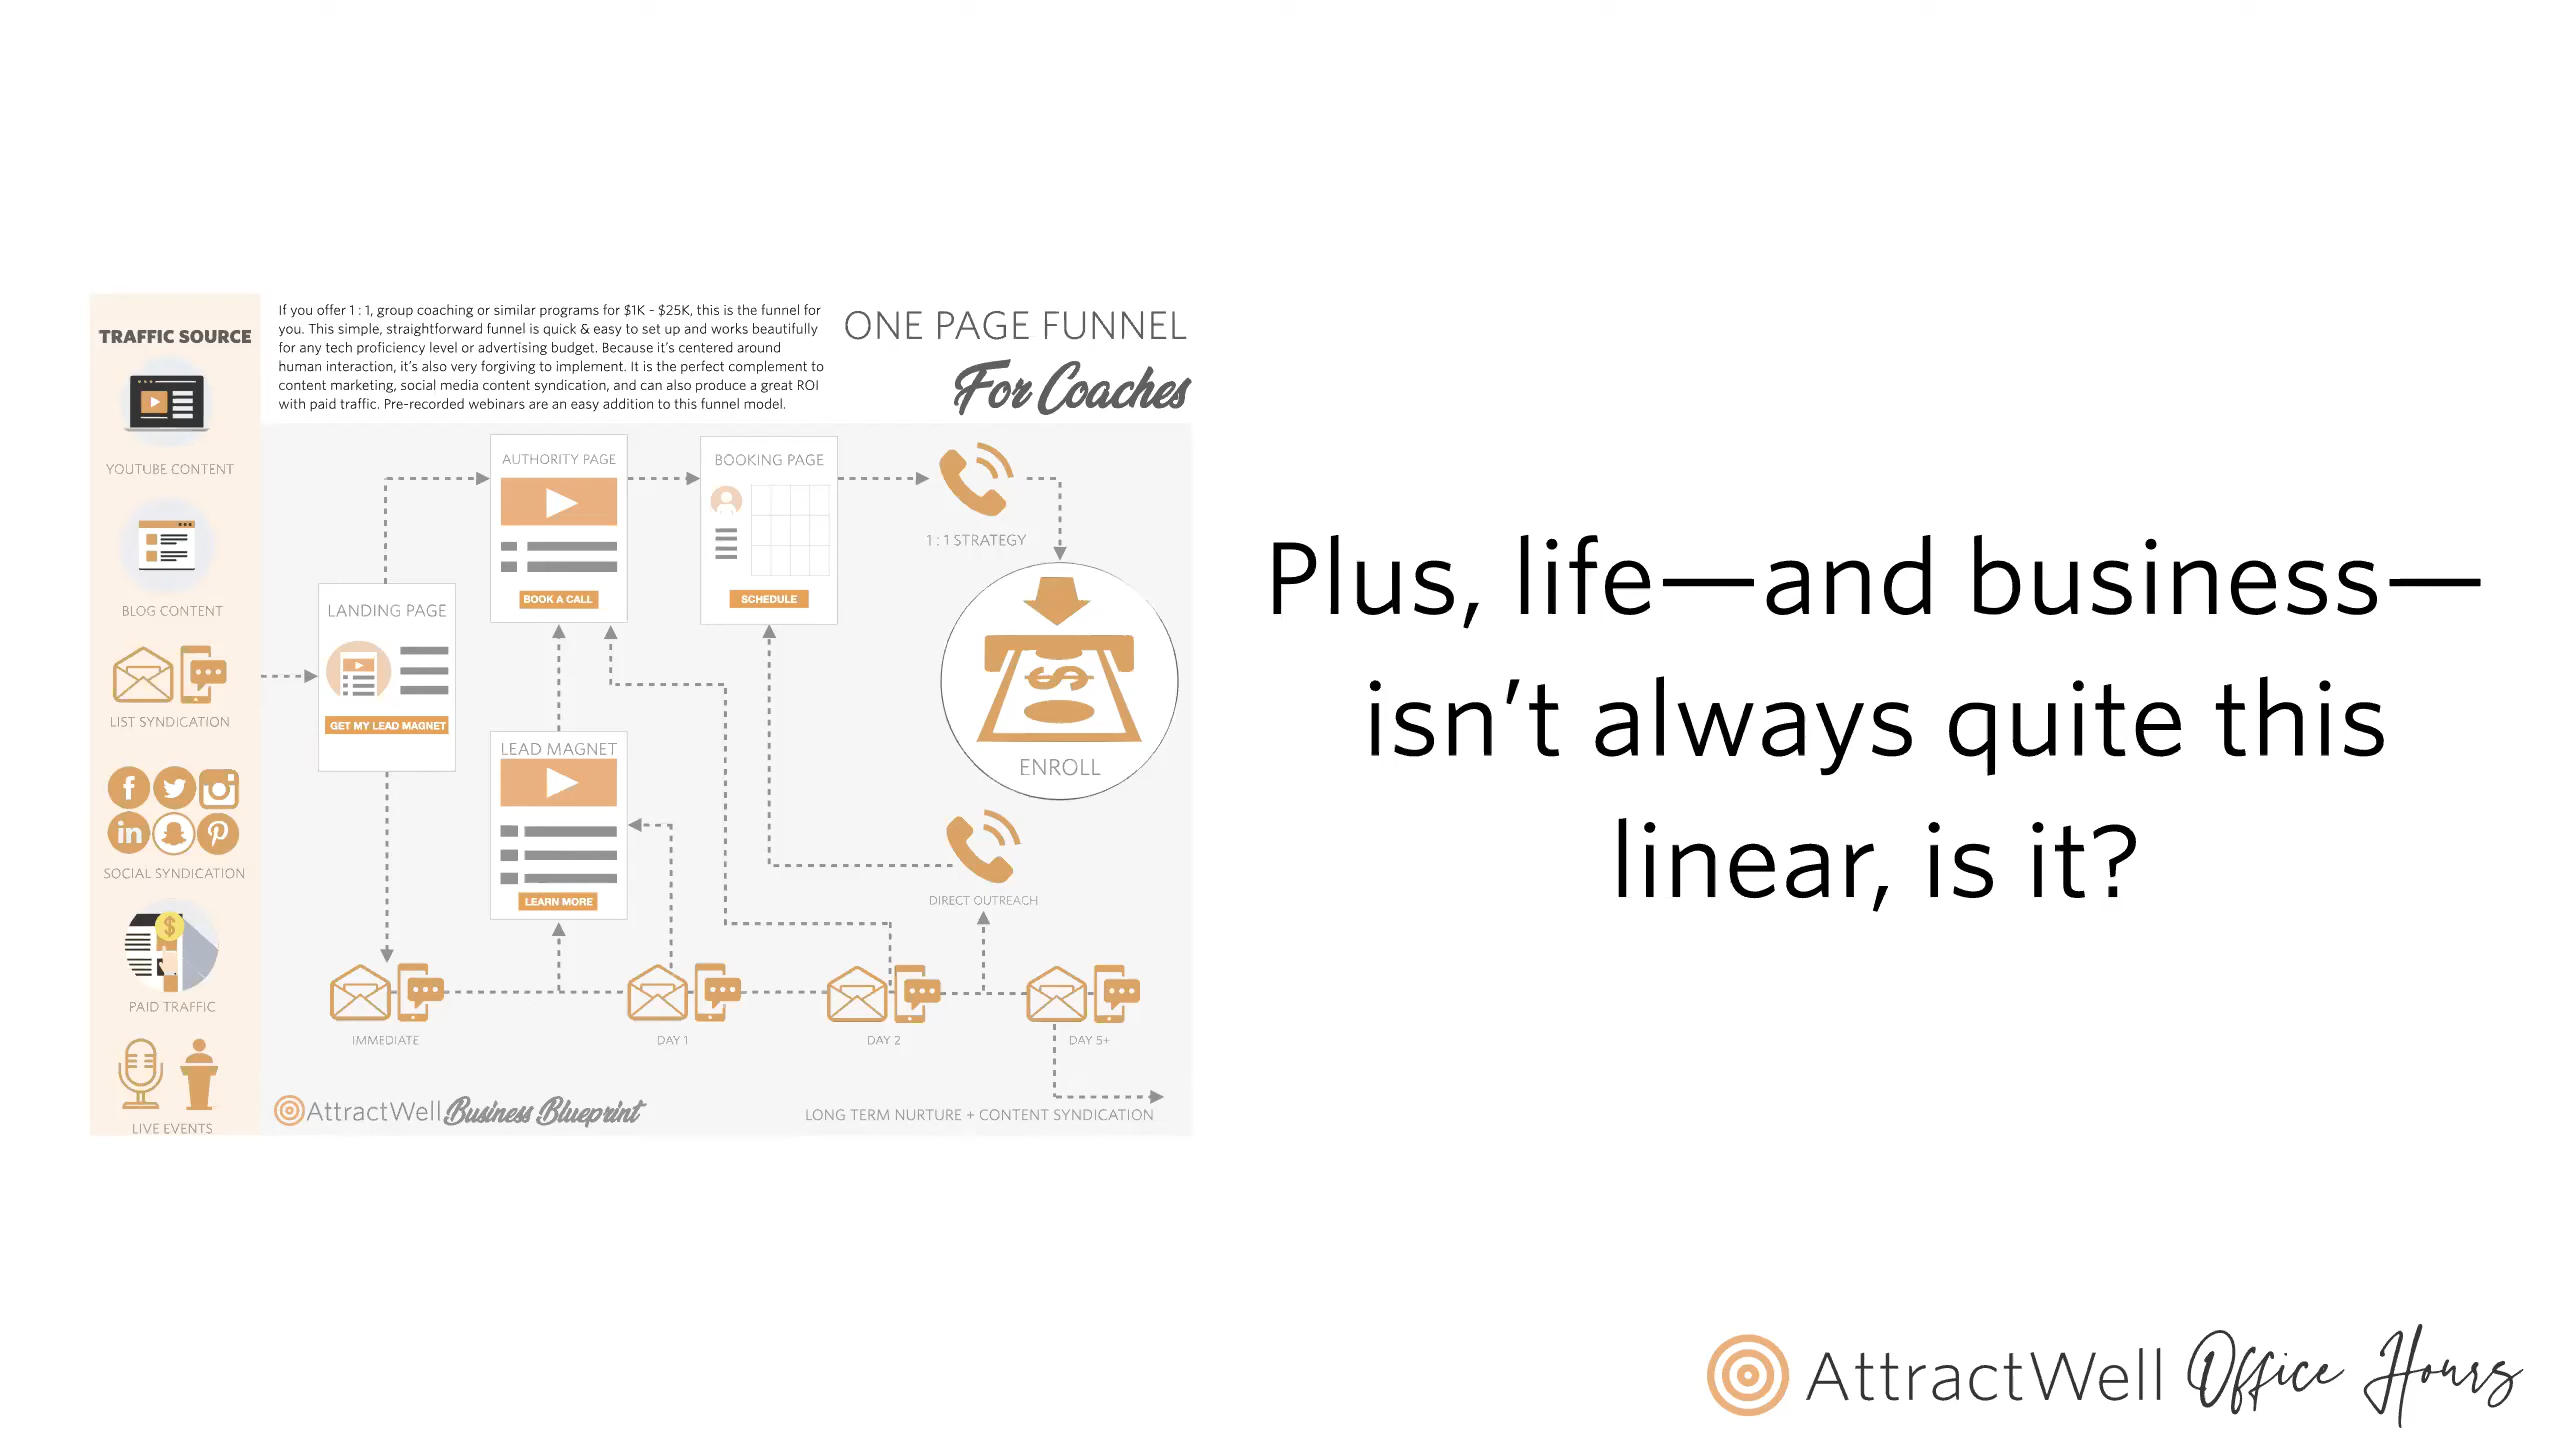 TRAFFIC SOURCE
YOUTUBE CONTENT
BLOG CONTENT
LIST SYNDICATION
SOCIAL SYNDICATION
PAID TRAFFIC
LIVE EVENTS
If you offer 1 : 1, group coaching or similar programs for $1K - $25K, this is the funnel for
you. This simple, straightforward funnel is quick & easy to set up and works beautifully
for any tech proficiency level or advertising budget. Because it's centered around
human interaction, it's also very forgiving to implement. It is the perfect complement to
content marketing, social media content syndication, and can also produce a great ROI
with paid traffic. Pre-recorded webinars are an easy addition to this funnel model.
ONE PAGE FUNNEL
For Coaches
LANDING PAGE
GET MY LEAD MAGNET
AUTHORITY PAGE
BOOK A CALL
BOOKING PAGE
SCHEDULE
1 : 1 STRATEGY
ENROLL
LEAD MAGNET
LEARN MORE
DIRECT OUTREACH
IMMEDIATE
DAY 1
DAY 2
DAY 5+
AttractWell Business Blueprint
LONG TERM NURTURE + CONTENT SYNDICATION
Plus, life—and business—
isn’t always quite this
linear, is it?
AttractWell Office Hours